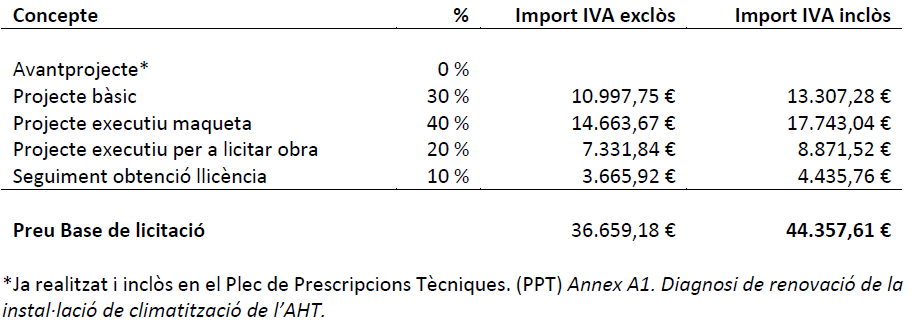 Concepte % Import IVA exclòs Import IVA inclòs
Avantprojecte* 0 %
Projecte bàsic 30 % 10.997,75 € 13.307,28 €
Projecte executiu maqueta 40 % 14.663,67 € 17.743,04 €
Projecte executiu per a licitar obra 20 % 7.331,84 € 8.871,52 €
Seguiment obtenció llicència 10 % 3.665,92 € 4.435,76 €
Preu Base de licitació 36.659,18 € 44.357,61 €
*Ja realitzat i inclòs en el Plec de Prescripcions Tècniques. (PPT) Annex A1. Diagnosi de renovació de la
instal·lació de climatització de l’AHT.